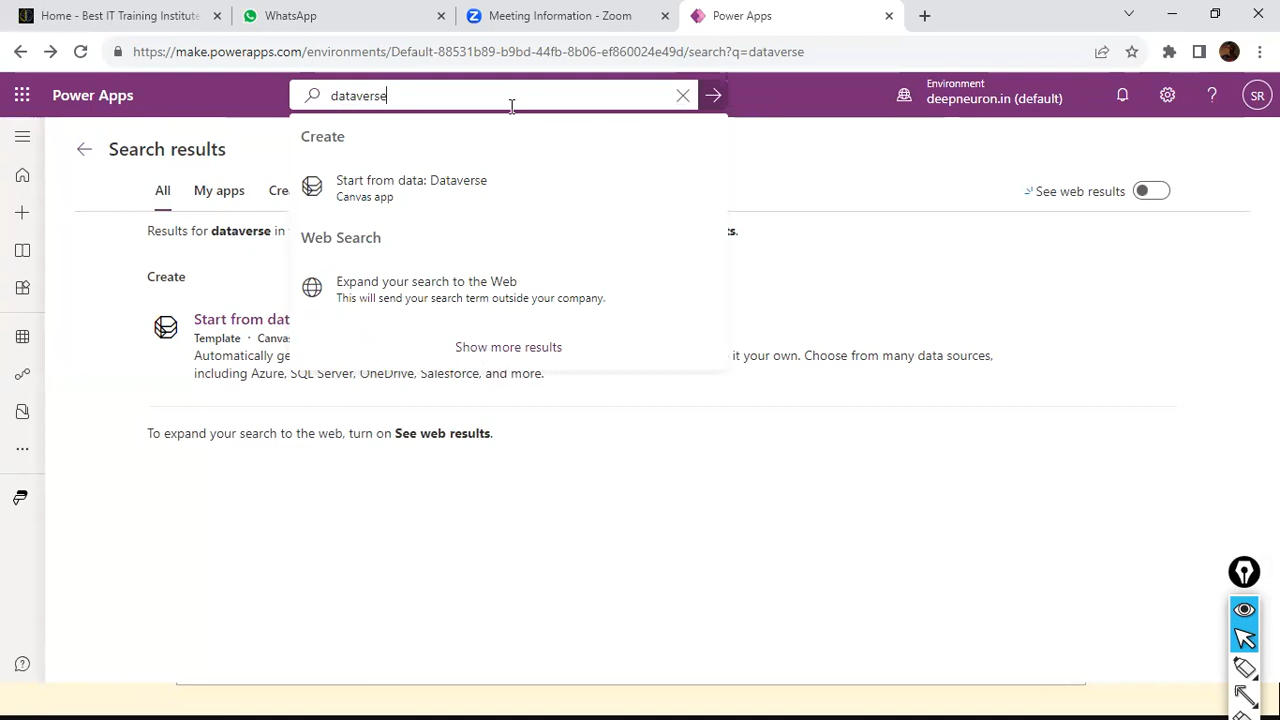 Home - Best IT Training Institute
WhatsApp
Meeting Information - Zoom
Power Apps
https://make.powerapps.com/environments/Default-88531b89-b9bd-44fb-8b06-ef860024e49d/search?q=dataverse
Power Apps
dataverse
Environment
deepneuron.in (default)
SR
Search results
Create
Start from data: Dataverse
Canvas app
All
My apps
Cre
See web results
Results for dataverse in
ts.
Web Search
Create
Expand your search to the Web
This will send your search term outside your company.
Start from dat
Template · Canva
Show more results
Automatically ge
it your own. Choose from many data sources,
including Azure, SQL Server, OneDrive, Salesforce, and more.
To expand your search to the web, turn on See web results.